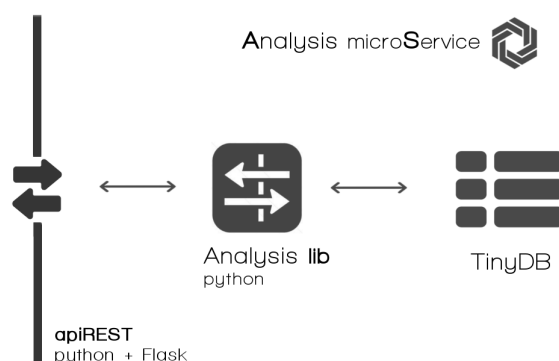 Analysis microService
Analysis lib
python
TinyDB
apiREST
python + Flask